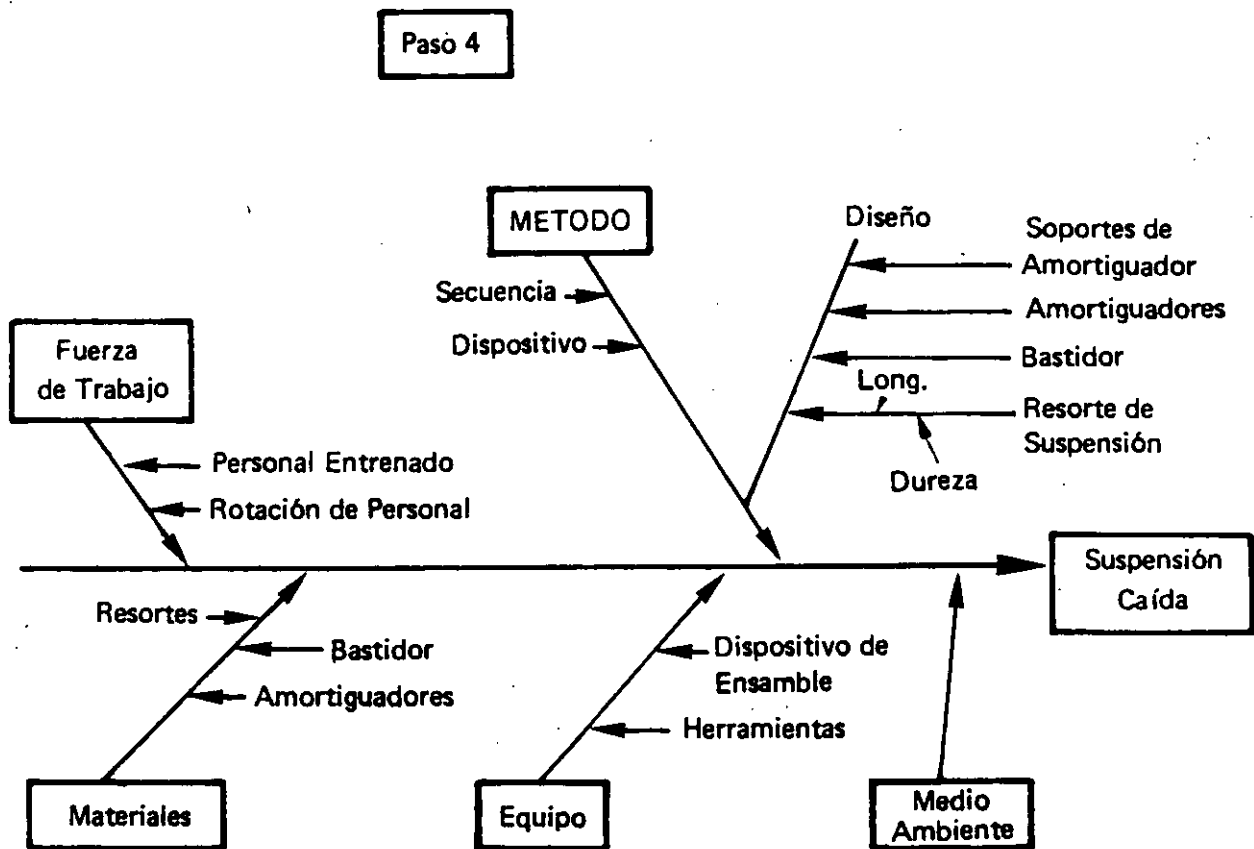 Paso 4
METODO
Diseño
Soportes de
Amortiguador
Secuencia
Amortiguadores
Dispositivo
Bastidor
Fuerza
de Trabajo
Long.
Resorte de
Suspensión
Dureza
Personal Entrenado
Rotación de Personal
Suspensión
Caída
Resortes
Bastidor
Amortiguadores
Dispositivo de
Ensamble
Herramientas
Materiales
Equipo
Medio
Ambiente